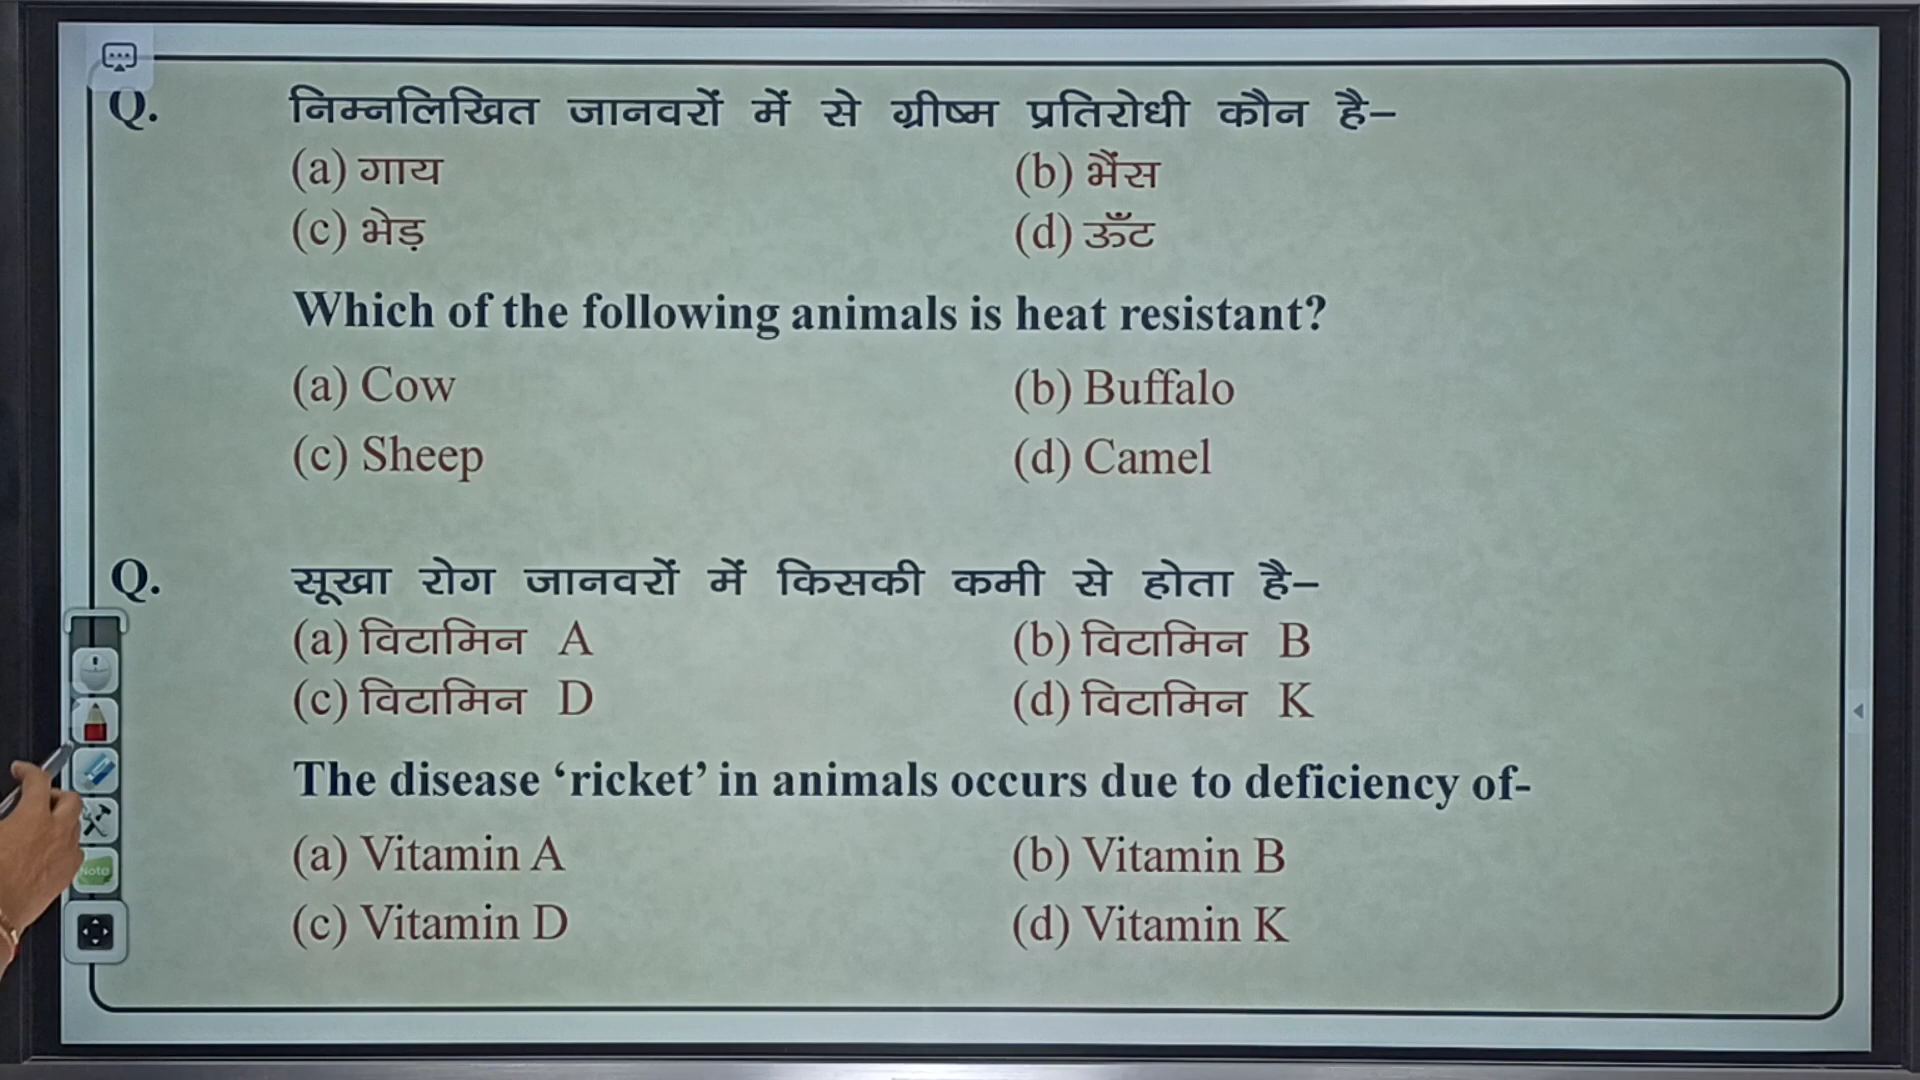 Q. निम्नलिखित जानवरों में से ग्रीष्म प्रतिरोधी कौन है–
(a) गाय (b) भैंस
(c) भेड़ (d) ऊँट
Which of the following animals is heat resistant?
(a) Cow (b) Buffalo
(c) Sheep (d) Camel
Q. सूखा रोग जानवरों में किसकी कमी से होता है–
(a) विटामिन A (b) विटामिन B
(c) विटामिन D (d) विटामिन K
The disease ‘ricket’ in animals occurs due to deficiency of-
(a) Vitamin A (b) Vitamin B
Note
(c) Vitamin D (d) Vitamin K